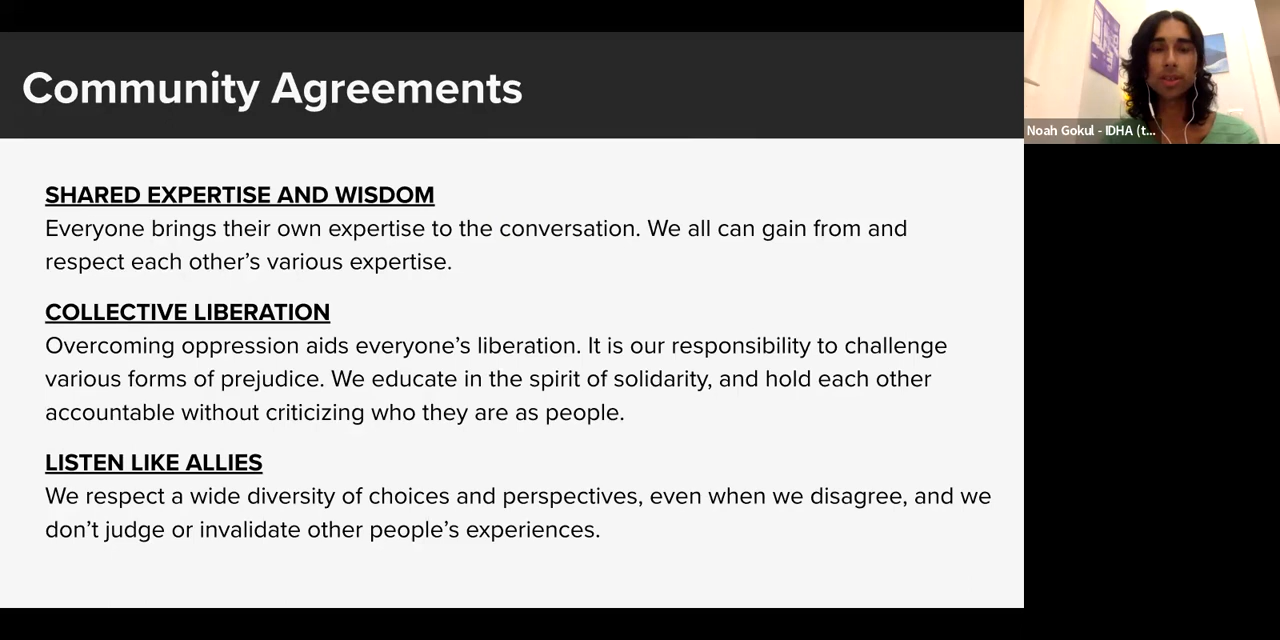 Community Agreements
SHARED EXPERTISE AND WISDOM
Everyone brings their own expertise to the conversation. We all can gain from and
respect each other’s various expertise.
COLLECTIVE LIBERATION
Overcoming oppression aids everyone’s liberation. It is our responsibility to challenge
various forms of prejudice. We educate in the spirit of solidarity, and hold each other
accountable without criticizing who they are as people.
LISTEN LIKE ALLIES
We respect a wide diversity of choices and perspectives, even when we disagree, and we
don’t judge or invalidate other people’s experiences.
Noah Gokul - IDHA (t...